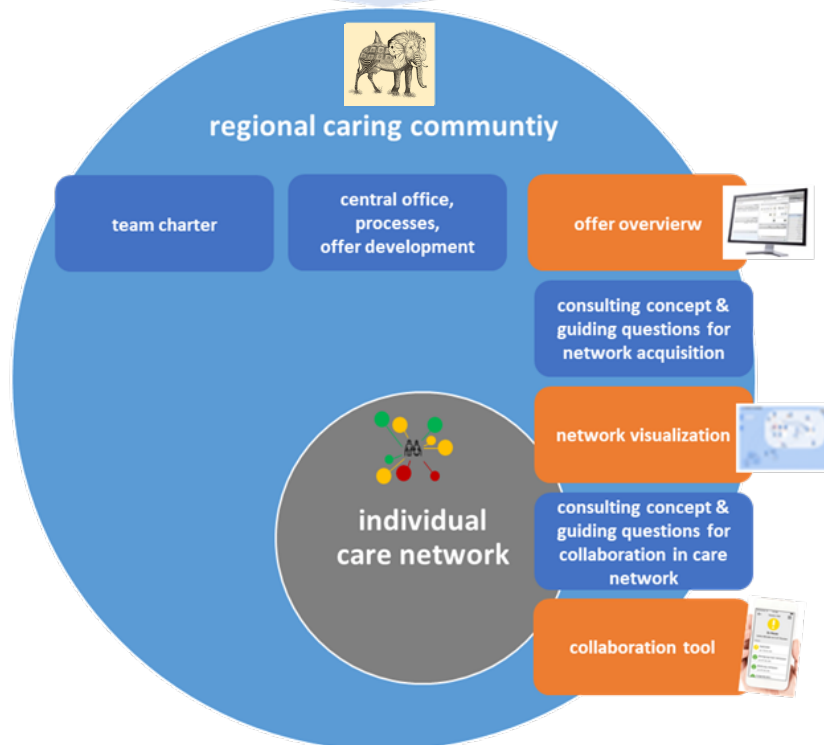 regional caring communtiy
team charter
central office,
processes,
offer development
offer overvierw
consulting concept &
guiding questions for
network acquisition
network visualization
individual
care network
consulting concept &
guiding questions for
collaboration in care
network
collaboration tool